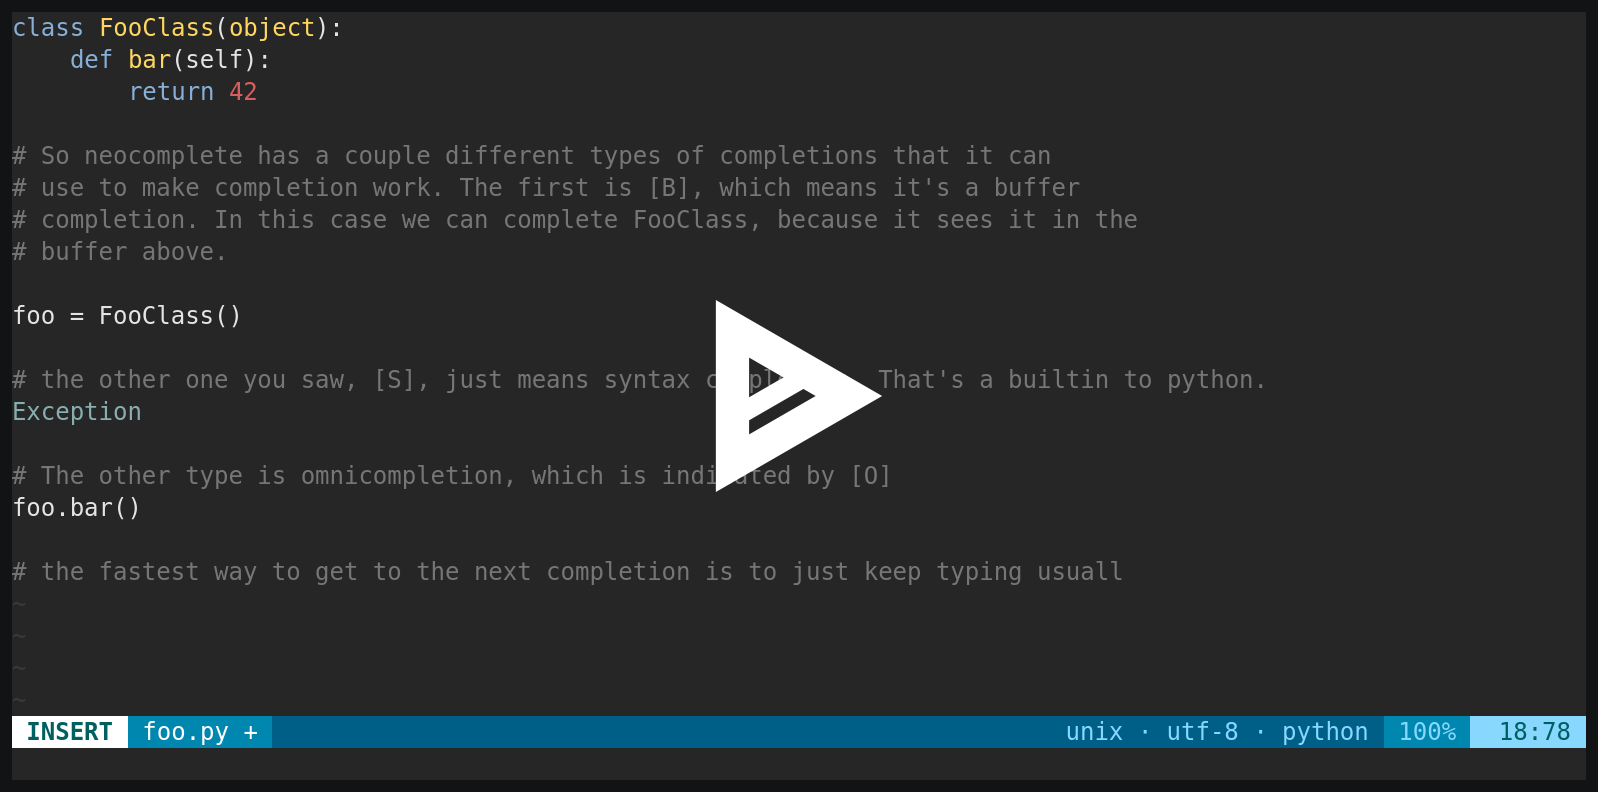 class FooClass(object):
    def bar(self):
        return 42
# So neocomplete has a couple different types of completions that it can
# use to make completion work. The first is [B], which means it's a buffer
# completion. In this case we can complete FooClass, because it sees it in the
# buffer above.
foo = FooClass()
# the other one you saw, [S], just means syntax That's a builtin to python.
Exception
# The other type is omnicompletion, which is indicated by [O]
foo.bar()
# the fastest way to get to the next completion is to just keep typing usuall
~
~
~
~
INSERT foo.py + unix · utf-8 · python 100% 18:78